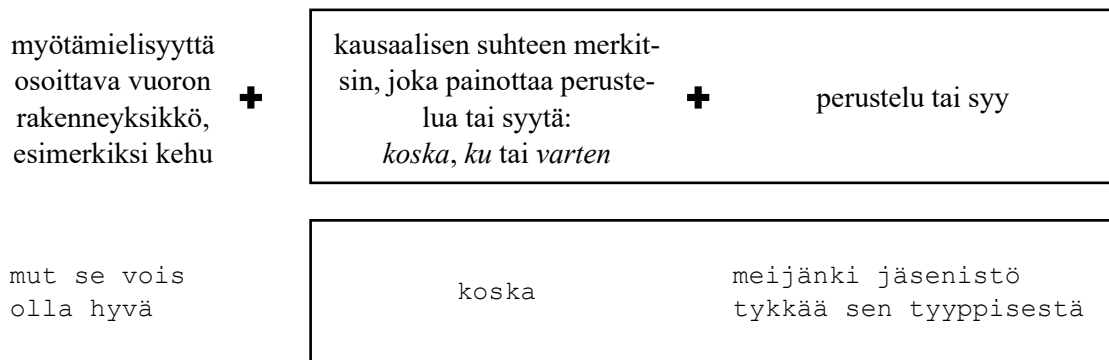 myötämielisyyttä
osoittava vuoron
rakenneyksikkö,
esimerkiksi kehu
+
kausaalisen suhteen merkit-
sin, joka painottaa peruste-
lua tai syytä:
koska, ku tai varten
+
perustelu tai syy
mut se vois
olla hyvä
koska
meijänki jäsenistö
tykkää sen tyyppisestä